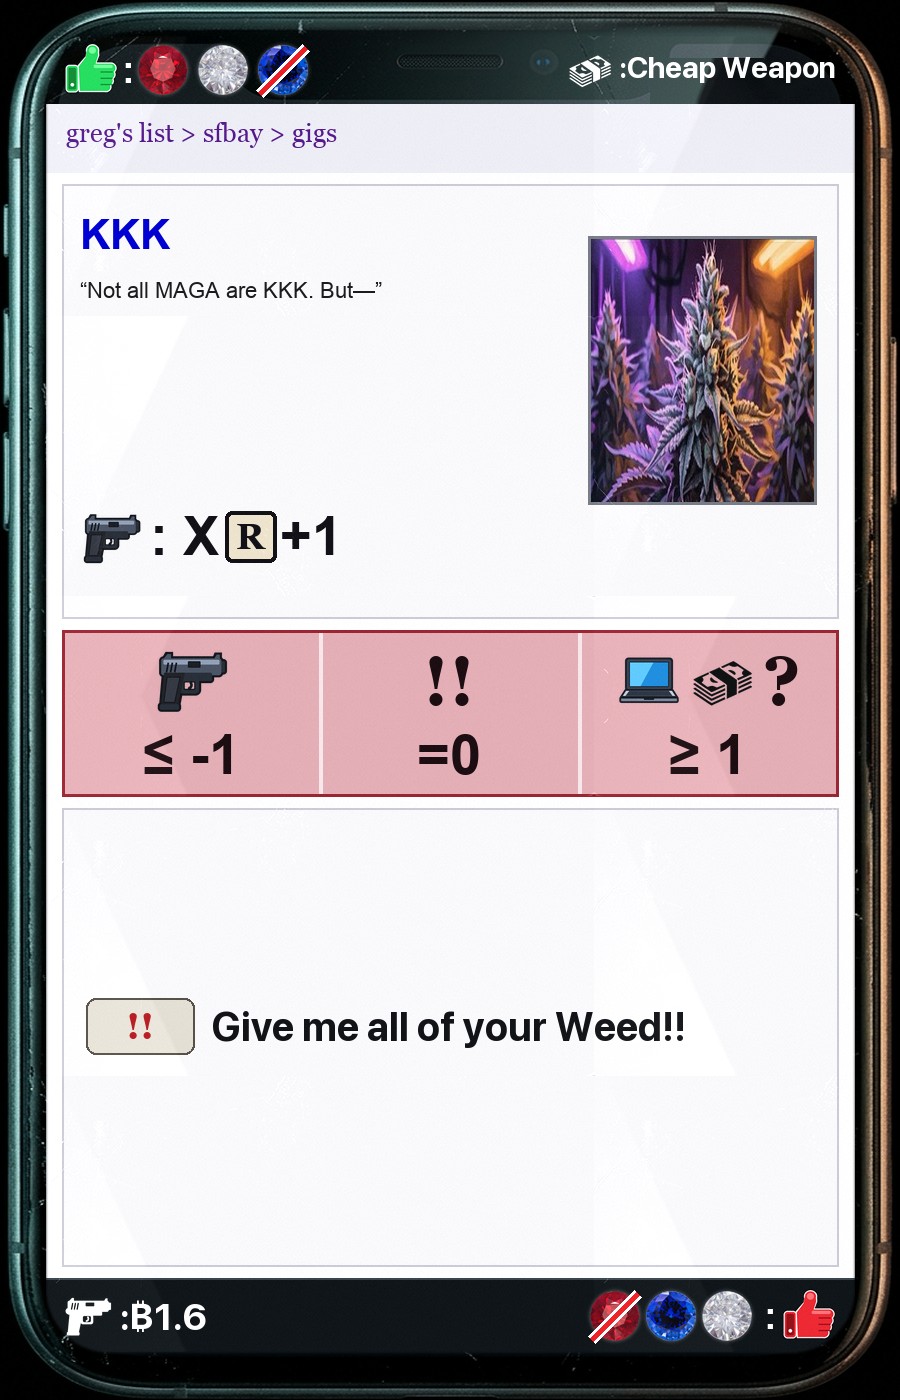 : :Cheap Weapon
greg's list > sfbay > gigs
KKK
“Not all MAGA are KKK. But—”
: X R +1
!! ?
≤ -1 =0 ≥ 1
!! Give me all of your Weed!!
:₿1.6 :